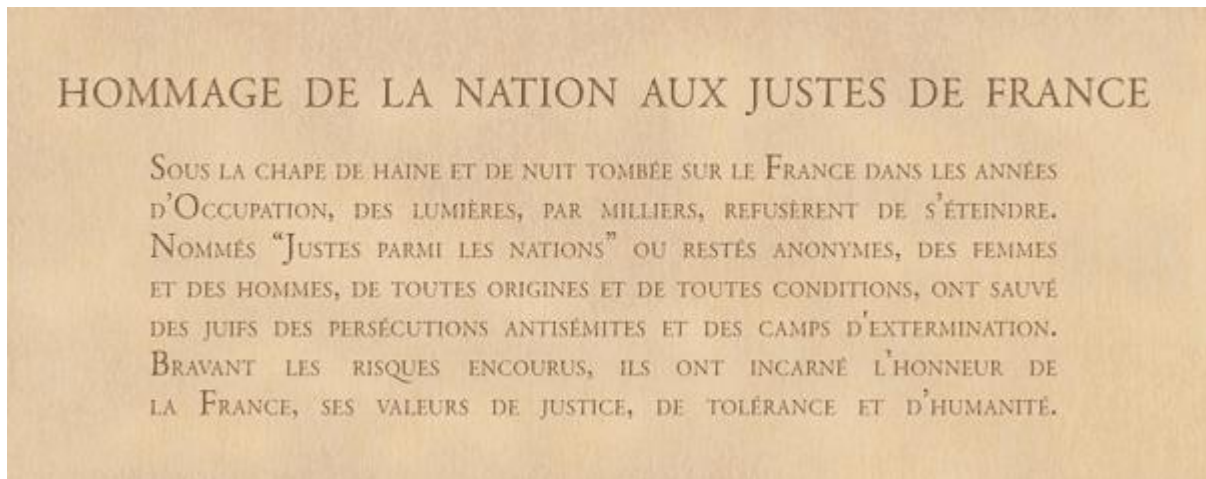 HOMMAGE DE LA NATION AUX JUSTES DE FRANCE
Sous la chape de haine et de nuit tombée sur le France dans les années
d'Occupation, des lumières, par milliers, refusèrent de s'éteindre.
Nommés “Justes parmi les nations” ou restés anonymes, des femmes
et des hommes, de toutes origines et de toutes conditions, ont sauvé
des juifs des persécutions antisémites et des camps d'extermination.
Bravant les risques encourus, ils ont incarné l'honneur de
la France, ses valeurs de justice, de tolérance et d'humanité.